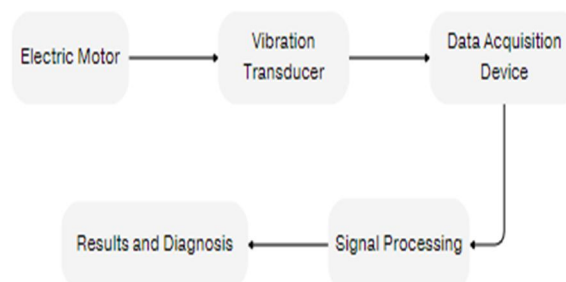 Electric Motor
Vibration
Transducer
Data Acquisition
Device
Signal Processing
Results and Diagnosis